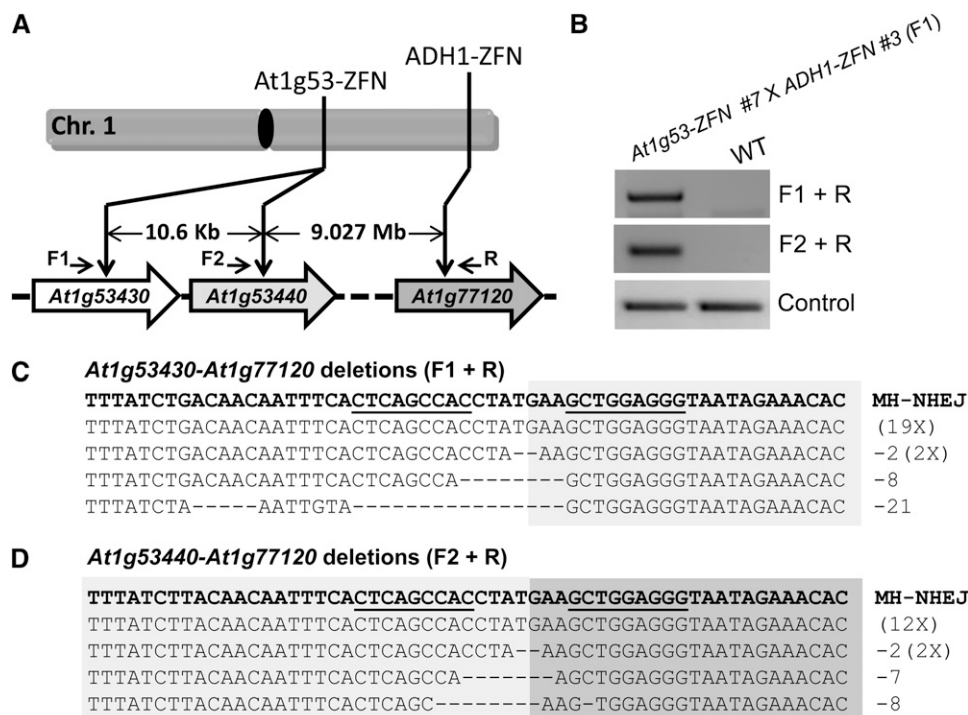 A
Chr. 1
At1g53-ZFN
ADH1-ZFN
10.6 Kb
9.027 Mb
F1
F2
R
At1g53430
At1g53440
At1g77120
B
At1g53-ZFN #7 X ADH1-ZFN #3 (F1)
WT
F1 + R
F2 + R
Control
C At1g53430-At1g77120 deletions (F1 + R)
TTTATCTGACAACAATTTCACTCAGCCACCTATGAAGCTGGAGGGTAATAGAAACAC MH-NHEJ
TTTATCTGACAACAATTTCACTCAGCCACCTATGAAGCTGGAGGGTAATAGAAACAC (19X)
TTTATCTGACAACAATTTCACTCAGCCACCTA--AAGCTGGAGGGTAATAGAAACAC -2(2X)
TTTATCTGACAACAATTTCACTCAGCCA--------GCTGGAGGGTAATAGAAACAC -8
TTTATCTA-----AATTGTA----------------GCTGGAGGGTAATAGAAACAC -21
D At1g53440-At1g77120 deletions (F2 + R)
TTTATCTTACAACAATTTCACTCAGCCACCTATGAAGCTGGAGGGTAATAGAAACAC MH-NHEJ
TTTATCTTACAACAATTTCACTCAGCCACCTATGAAGCTGGAGGGTAATAGAAACAC (12X)
TTTATCTTACAACAATTTCACTCAGCCACCTA--AAGCTGGAGGGTAATAGAAACAC -2(2X)
TTTATCTTACAACAATTTCACTCAGCCA-------AGCTGGAGGGTAATAGAAACAC -7
TTTATCTTACAACAATTTCACTCAGC--------AAG-TGGAGGGTAATAGAAACAC -8